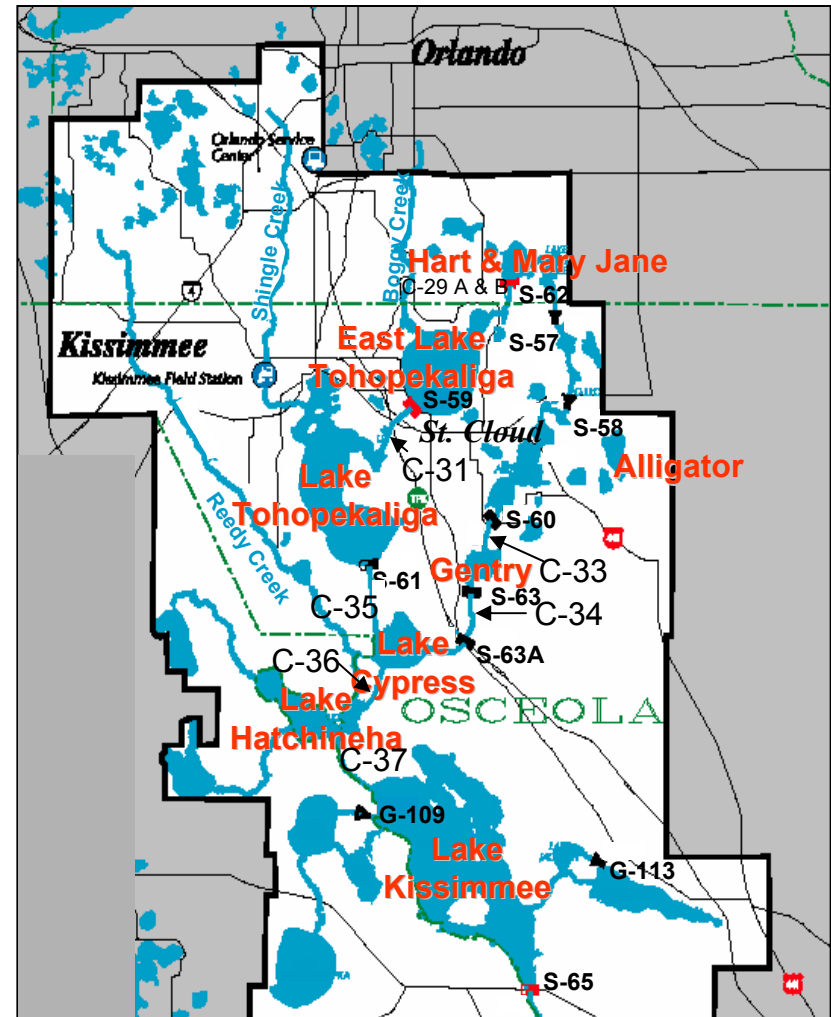 Orlando
Orlando Service
Center
Shingle Creek
Boggy Creek
Hart & Mary Jane
C-29 A & B
S-62
4
S-57
East Lake
Tohopekaliga
Kissimmee
Kissimmee Field Station
S-59
St. Cloud
S-58
C-31
Alligator
Lake
Tohopekaliga
Reedy Creek
S-60
Gentry
C-33
S-61
S-63
C-35
C-34
S-63A
Lake
Cypress
C-36
Lake
Hatchineha
OSCEOLA
C-37
G-109
Lake
Kissimmee
G-113
S-65